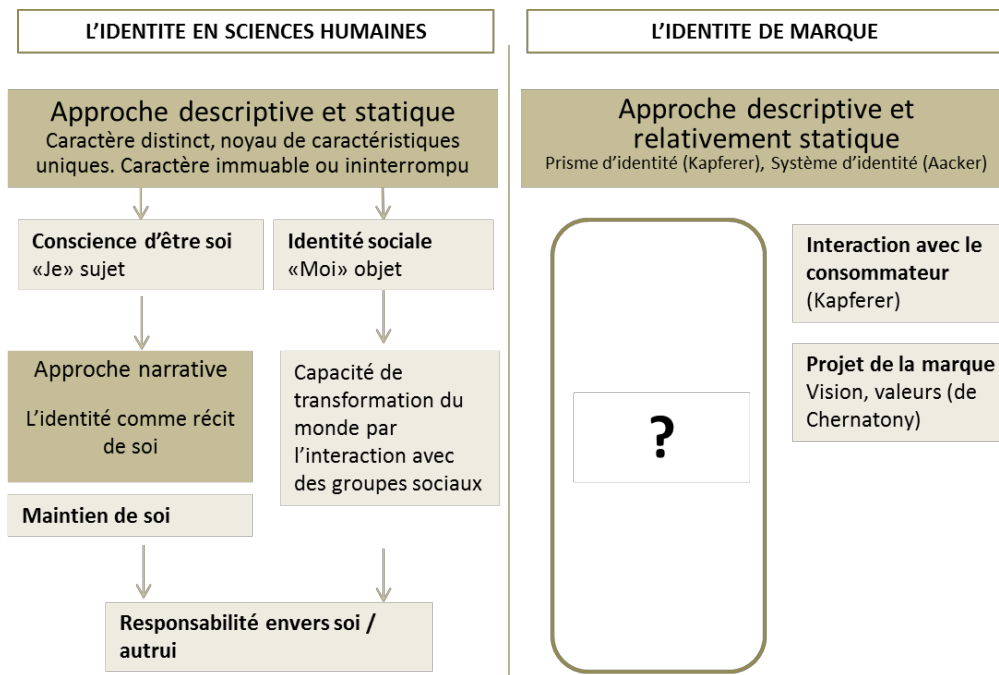 L'IDENTITE EN SCIENCES HUMAINES
Approche descriptive et statique
Caractère distinct, noyau de caractéristiques
uniques. Caractère immuable ou ininterrompu
Conscience d'être soi
«Je» sujet
Identité sociale
«Moi» objet
Approche narrative
L'identité comme récit
de soi
Maintien de soi
Capacité de
transformation du
monde par
l'interaction avec
des groupes sociaux
Responsabilité envers soi /
autrui
L'IDENTITE DE MARQUE
Approche descriptive et
relativement statique
Prisme d'identité (Kapferer), Système d'identité (Aacker)
?
Interaction avec le
consommateur
(Kapferer)
Projet de la marque
Vision, valeurs (de
Chernatony)